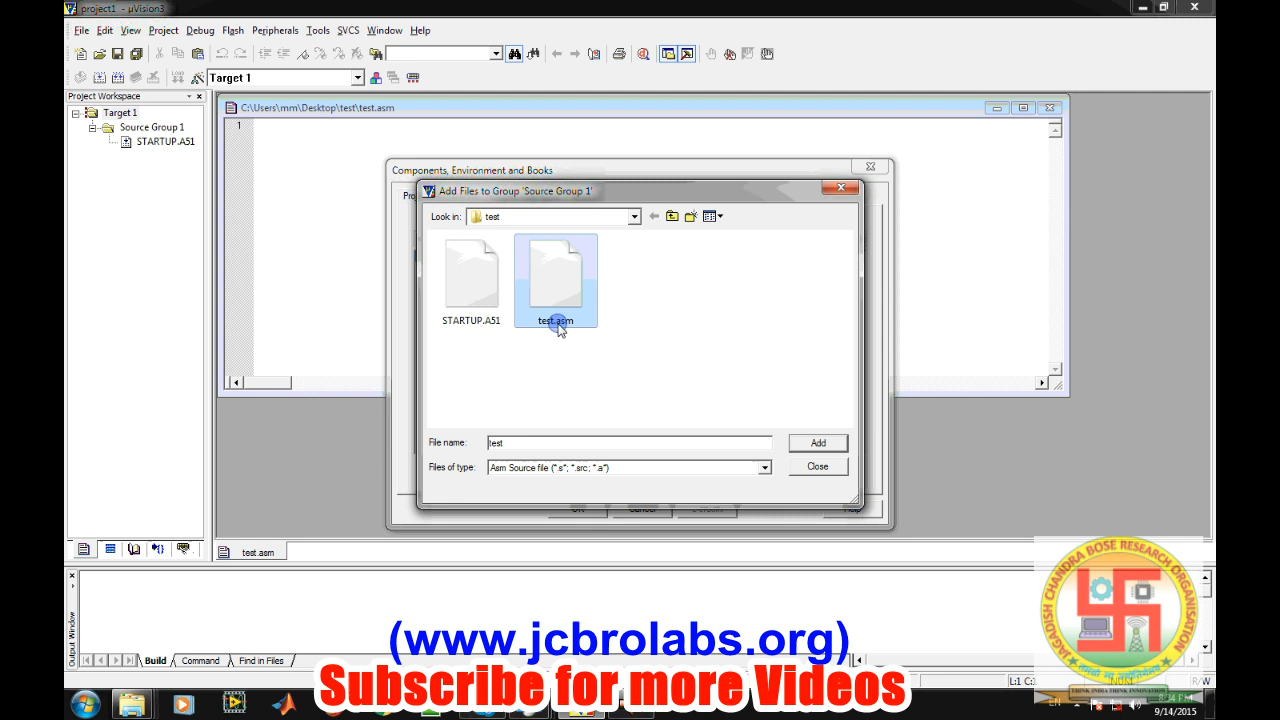 project1 - µVision3
File Edit View Project Debug Flash Peripherals Tools SVCS Window Help
Target 1
Project Workspace
Target 1
Source Group 1
STARTUP.A51
C:\Users\mm\Desktop\test\test.asm
1
Components, Environment and Books
Add Files to Group 'Source Group 1'
Look in: test
STARTUP.A51
test.asm
File name: test
Add
Files of type: Asm Source file (*.s*; *.src; *.a*)
Close
test.asm
Output Window
Build Command Find in Files
L:1 C:
R/W
EN
9/14/2015
JAGADISH CHANDRA BOSE RESEARCH ORGANISATION
THINK INDIA THINK INNOVATION
(www.jcbrolabs.org)
Subscribe for more Videos